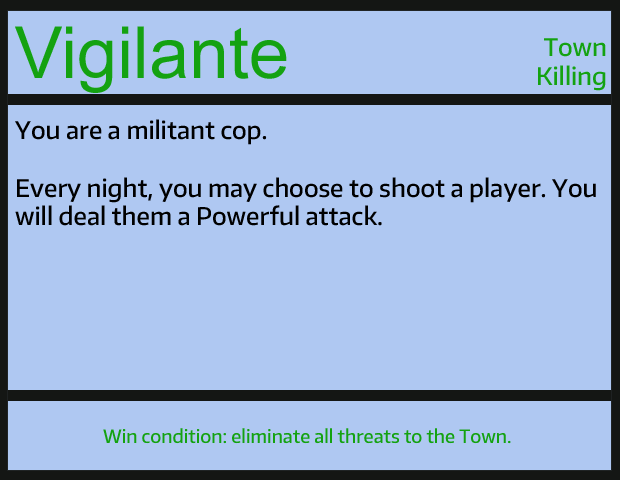 Vigilante
Town
Killing
You are a militant cop.
Every night, you may choose to shoot a player. You
will deal them a Powerful attack.
Win condition: eliminate all threats to the Town.